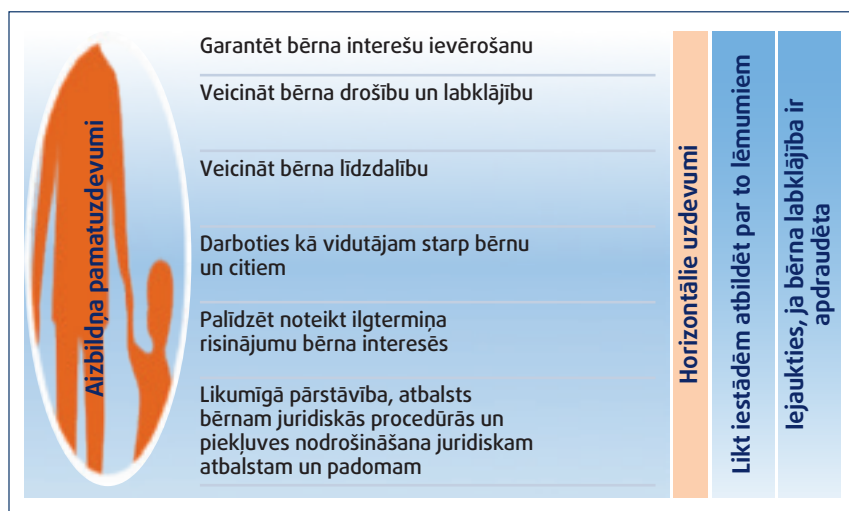 Aizbildņa pamatuzdevumi
Garantēt bērna interešu ievērošanu
Veicināt bērna drošību un labklājību
Veicināt bērna līdzdalību
Darboties kā vidutājam starp bērnu
un citiem
Palīdzēt noteikt ilgtermiņa
risinājumu bērna interesēs
Likumīgā pārstāvība, atbalsts
bērnam juridiskās procedūrās un
piekļuves nodrošināšana juridiskam
atbalstam un padomam
Horizontālie uzdevumi
Likt iestādēm atbildēt par to lēmumiem
Iejaukties, ja bērna labklājība ir
apdraudēta